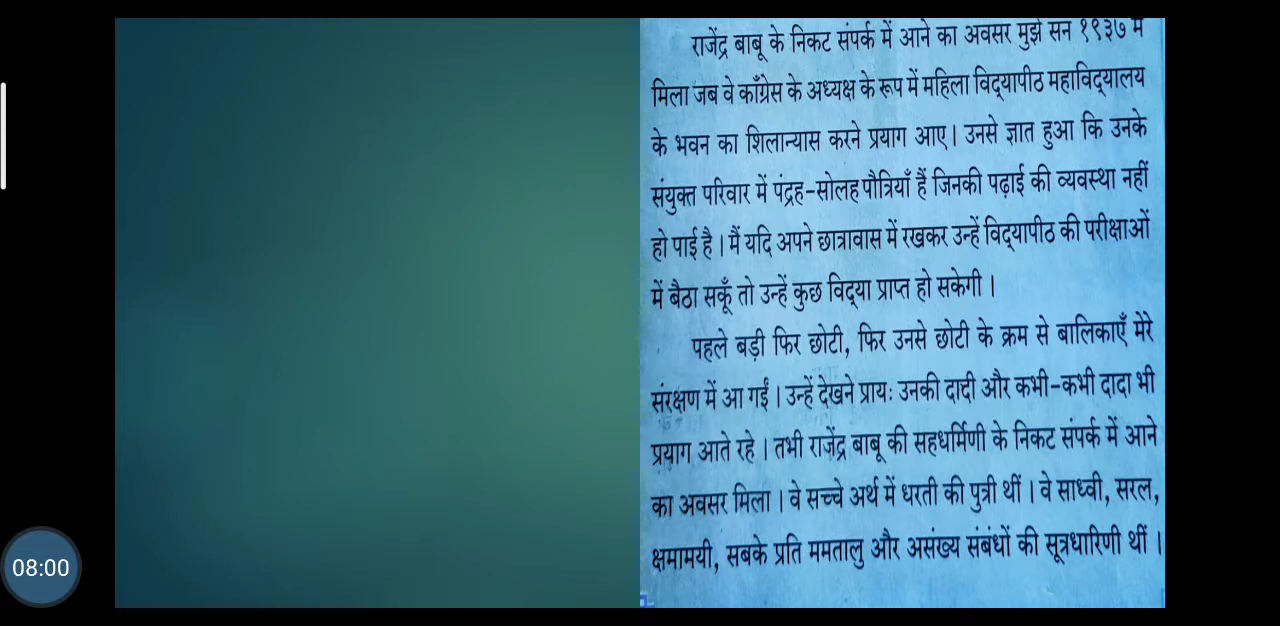 राजेंद्र बाबू के निकट संपर्क में आने का अवसर मुझे सन १९३७ में
मिला जब वे काँग्रेस के अध्यक्ष के रूप में महिला विद्यापीठ महाविद्यालय
के भवन का शिलान्यास करने प्रयाग आए । उनसे ज्ञात हुआ कि उनके
संयुक्त परिवार में पंद्रह-सोलह पौत्रियाँ हैं जिनकी पढ़ाई की व्यवस्था नहीं
हो पाई है । मैं यदि अपने छात्रावास में रखकर उन्हें विद्यापीठ की परीक्षाओं
में बैठा सकूँ तो उन्हें कुछ विद्या प्राप्त हो सकेगी ।
पहले बड़ी फिर छोटी, फिर उनसे छोटी के क्रम से बालिकाएँ मेरे
संरक्षण में आ गईं । उन्हें देखने प्रायः उनकी दादी और कभी-कभी दादा भी
प्रयाग आते रहे । तभी राजेंद्र बाबू की सहधर्मिणी के निकट संपर्क में आने
का अवसर मिला । वे सच्चे अर्थ में धरती की पुत्री थीं । वे साध्वी, सरल,
क्षमामयी, सबके प्रति ममतालु और असंख्य संबंधों की सूत्रधारिणी थीं ।
08:00